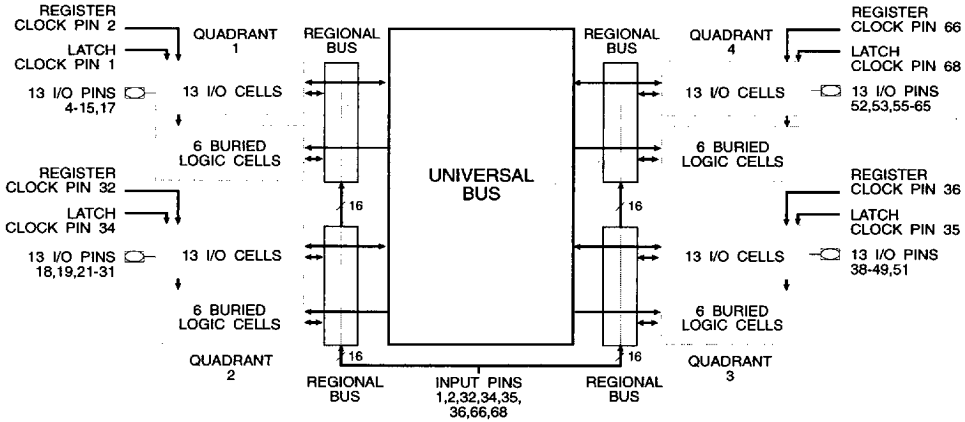 REGISTER
CLOCK PIN 2
LATCH
CLOCK PIN 1
13 I/O PINS
4-15,17
QUADRANT
1
13 I/O CELLS
6 BURIED
LOGIC CELLS
REGIONAL
BUS
16
REGISTER
CLOCK PIN 32
LATCH
CLOCK PIN 34
13 I/O PINS
18,19,21-31
13 I/O CELLS
6 BURIED
LOGIC CELLS
QUADRANT
2
16
REGIONAL
BUS
UNIVERSAL
BUS
INPUT PINS
1,2,32,34,35,
36,66,68
REGIONAL
BUS
QUADRANT
4
13 I/O CELLS
6 BURIED
LOGIC CELLS
16
REGISTER
CLOCK PIN 66
LATCH
CLOCK PIN 68
13 I/O PINS
52,53,55-65
REGISTER
CLOCK PIN 36
LATCH
CLOCK PIN 35
13 I/O PINS
38-49,51
13 I/O CELLS
6 BURIED
LOGIC CELLS
16
REGIONAL
BUS
QUADRANT
3